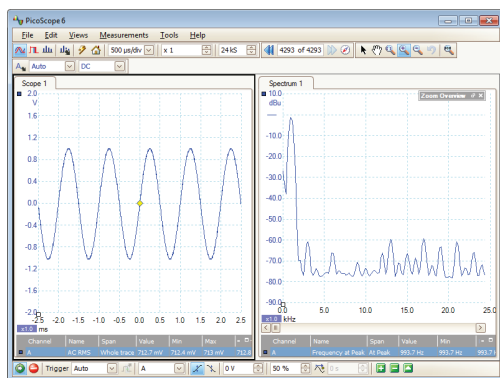 PicoScope 6
File Edit Views Measurements Tools Help
500 µs/div x 1 24 kS 4293 of 4293
A Auto DC
Scope 1
2.0
V
1.6
1.2
0.8
0.4
0.0
-0.4
-0.8
-1.2
-1.6
-2.0
-2.5 -2.0 -1.5 -1.0 -0.5 0.0 0.5 1.0 1.5 2.0 2.5
x1.0 ms
Channel Name Span Value Min Max
A AC RMS Whole trace 712.7 mV 712.4 mV 713 mV 712.8
Spectrum 1
Zoom Overview
10.0
dBu
-10.0
-20.0
-30.0
-40.0
-50.0
-60.0
-70.0
-80.0
-90.0
0.0 5.0 10.0 15.0 20.0 24.3
x1.0 kHz
Channel Name Span Value Min
A Frequency at Peak At Peak 993.7 Hz 993.7 Hz 993.7
Trigger Auto A 0 V 50 % 0 s